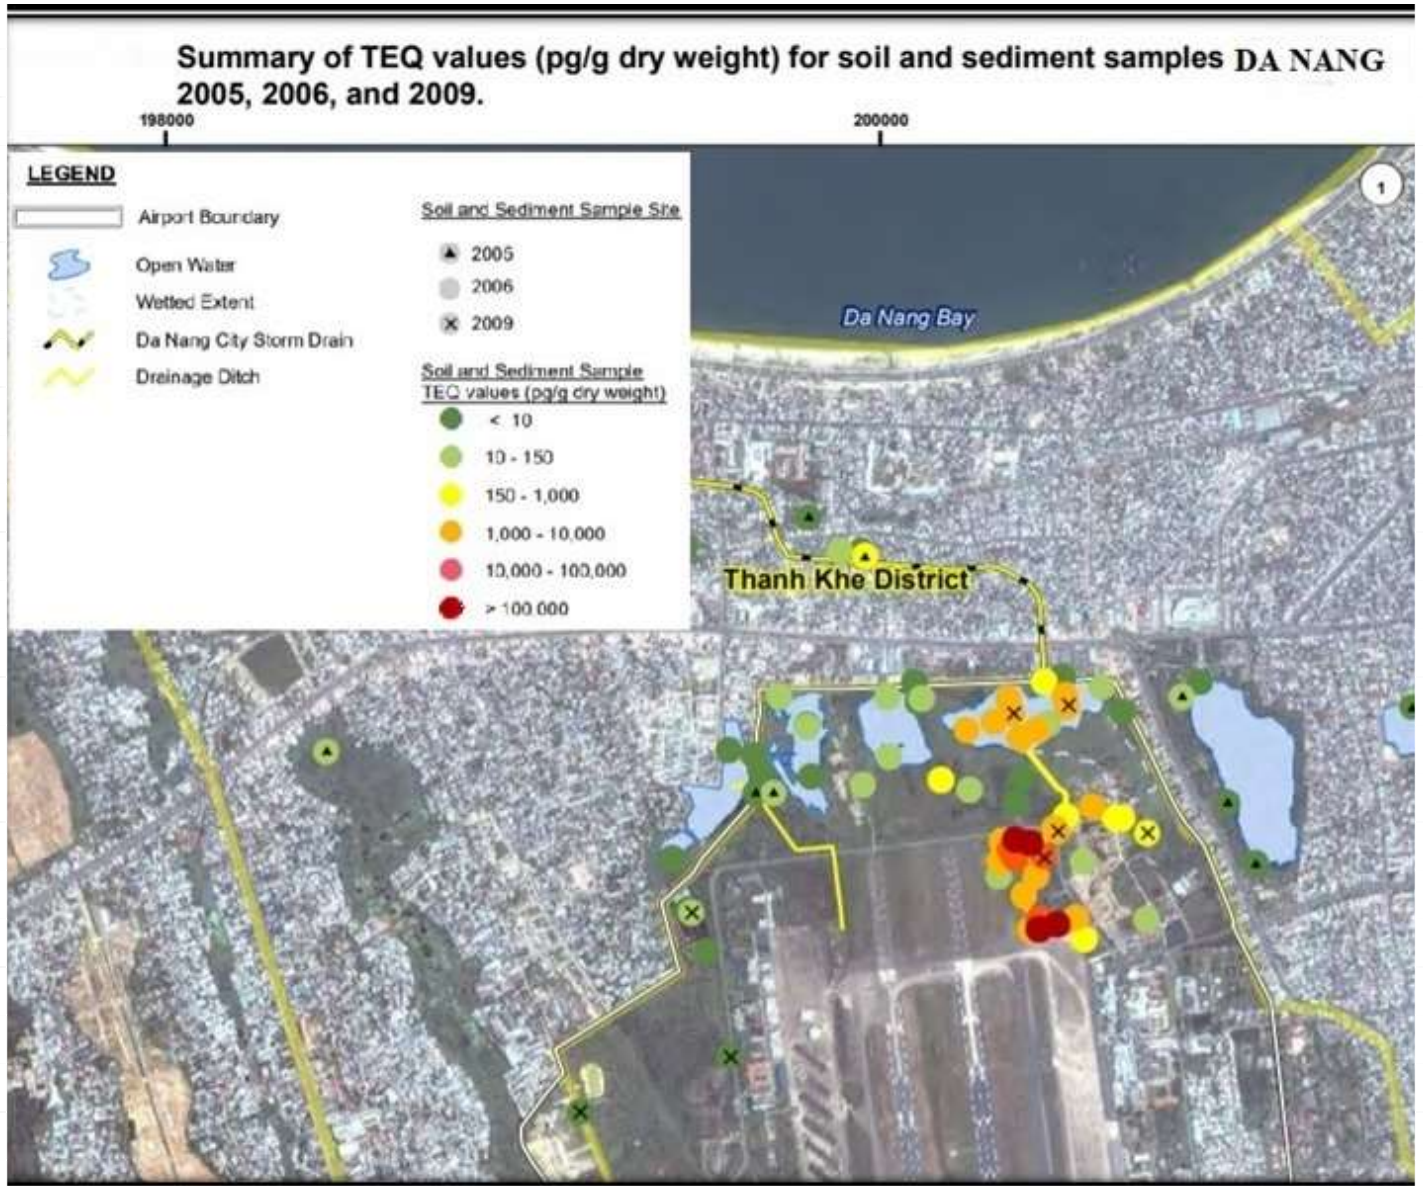 Summary of TEQ values (pg/g dry weight) for soil and sediment samples DA NANG
2005, 2006, and 2009.
198000
200000
LEGEND
Airport Boundary
Open Water
Wetted Extent
Da Nang City Storm Drain
Drainage Ditch
Soil and Sediment Sample Site
2005
2006
2009
Soil and Sediment Sample
TEQ values (pg/g dry weight)
< 10
10 - 150
150 - 1,000
1,000 - 10,000
10,000 - 100,000
> 100,000
1
Da Nang Bay
Thanh Khe District